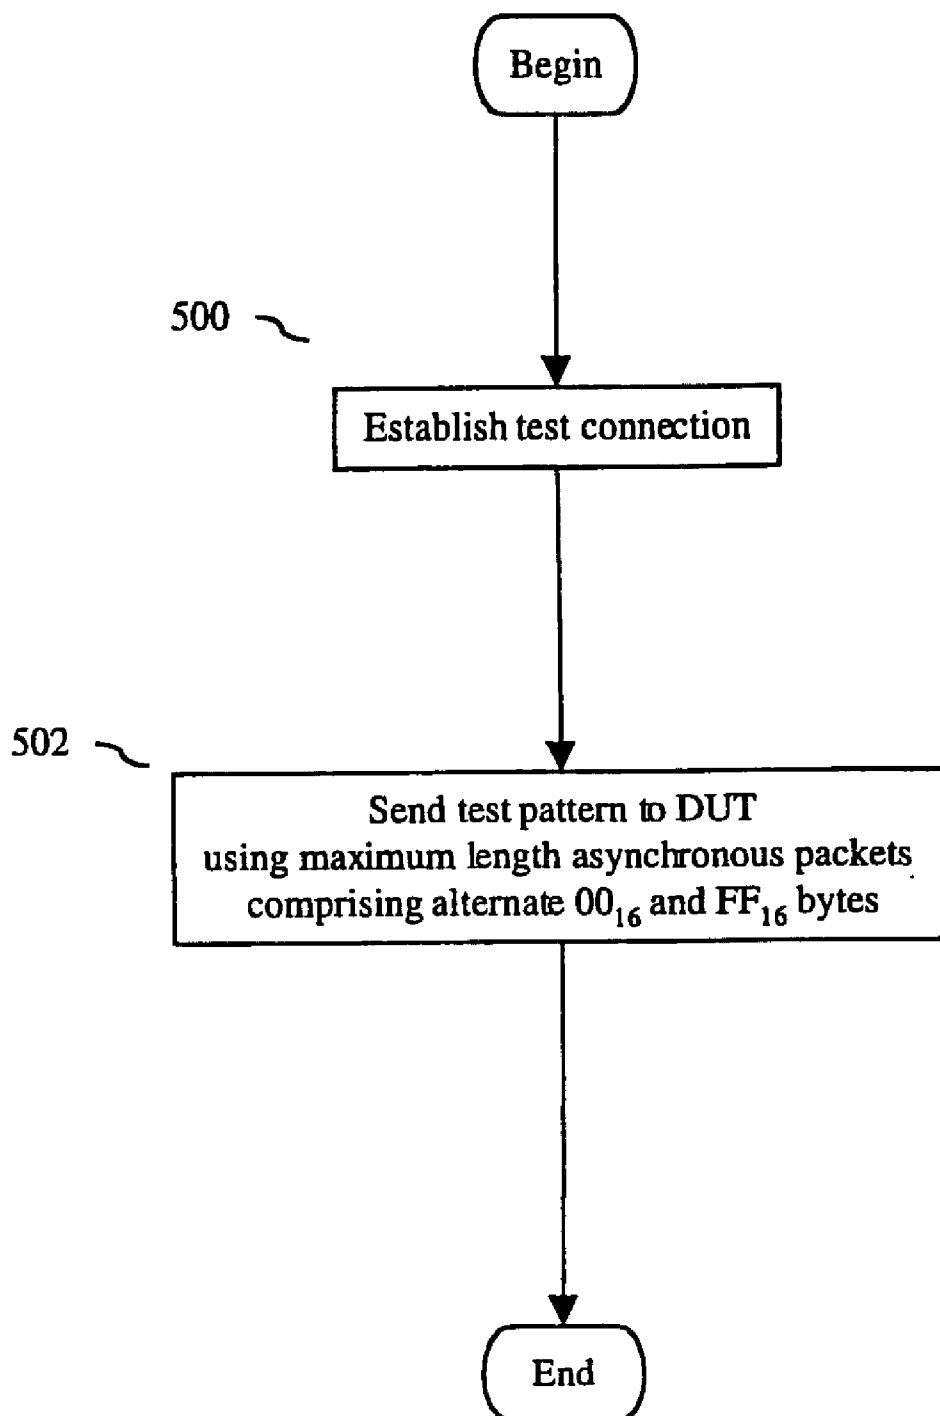 Begin
500
Establish test connection
502
Send test pattern to DUT
using maximum length asynchronous packets
comprising alternate 00₁₆ and FF₁₆ bytes
End